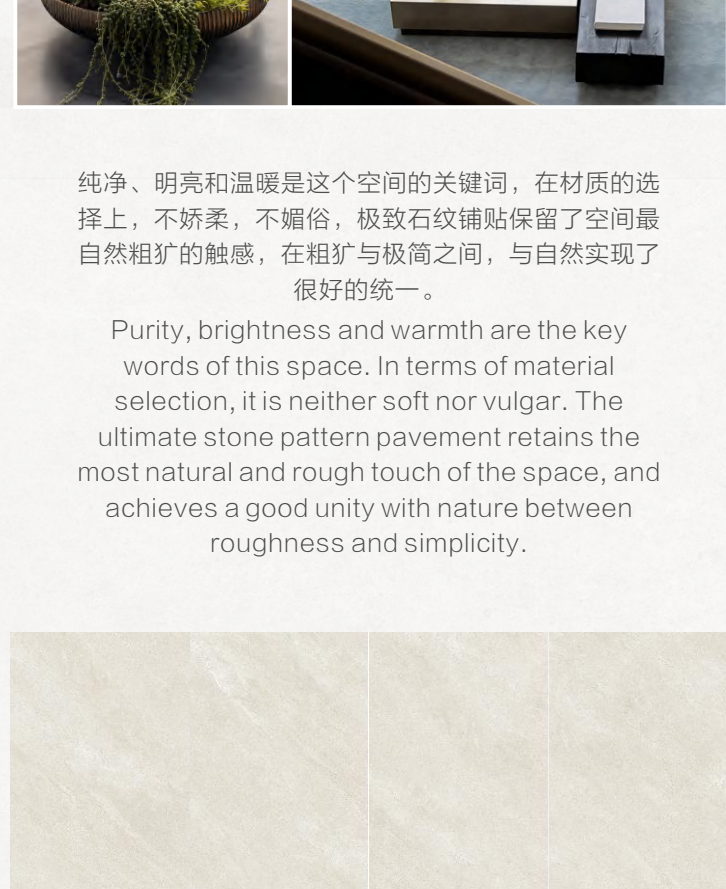 纯净、明亮和温暖是这个空间的关键词，在材质的选
择上，不娇柔，不媚俗，极致石纹铺贴保留了空间最
自然粗犷的触感，在粗犷与极简之间，与自然实现了
很好的统一。
Purity, brightness and warmth are the key
words of this space. In terms of material
selection, it is neither soft nor vulgar. The
ultimate stone pattern pavement retains the
most natural and rough touch of the space, and
achieves a good unity with nature between
roughness and simplicity.